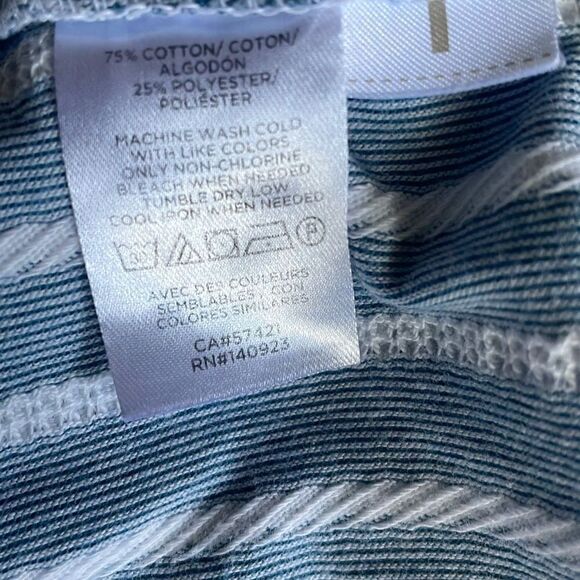 75% COTTON/ COTON/
ALGODÓN
25% POLYESTER/
POLIÉSTER
MACHINE WASH COLD
WITH LIKE COLORS
ONLY NON-CHLORINE
BLEACH WHEN NEEDED
TUMBLE DRY LOW
COOL IRON WHEN NEEDED
P
AVEC DES COULEURS
SEMBLABLES - CON
COLORES SIMILARES
CA#57421
RN#140923